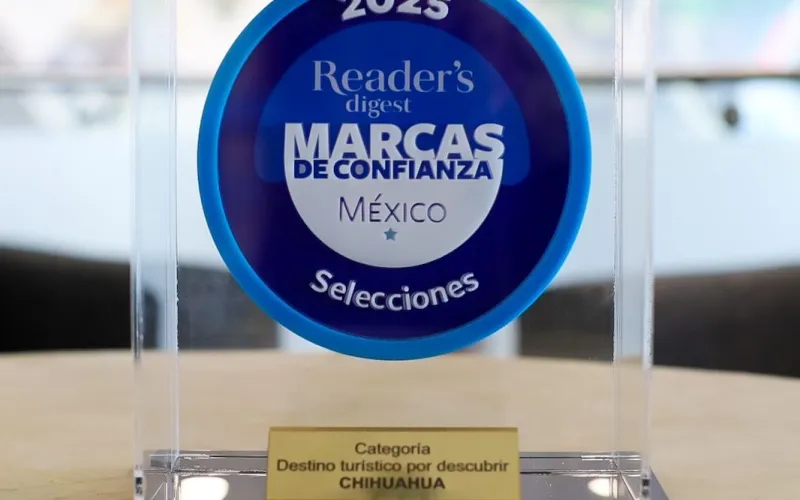 2025
Reader's
digest
MARCAS
DE CONFIANZA
MÉXICO
Selecciones
Categoría
Destino turístico por descubrir
CHIHUAHUA